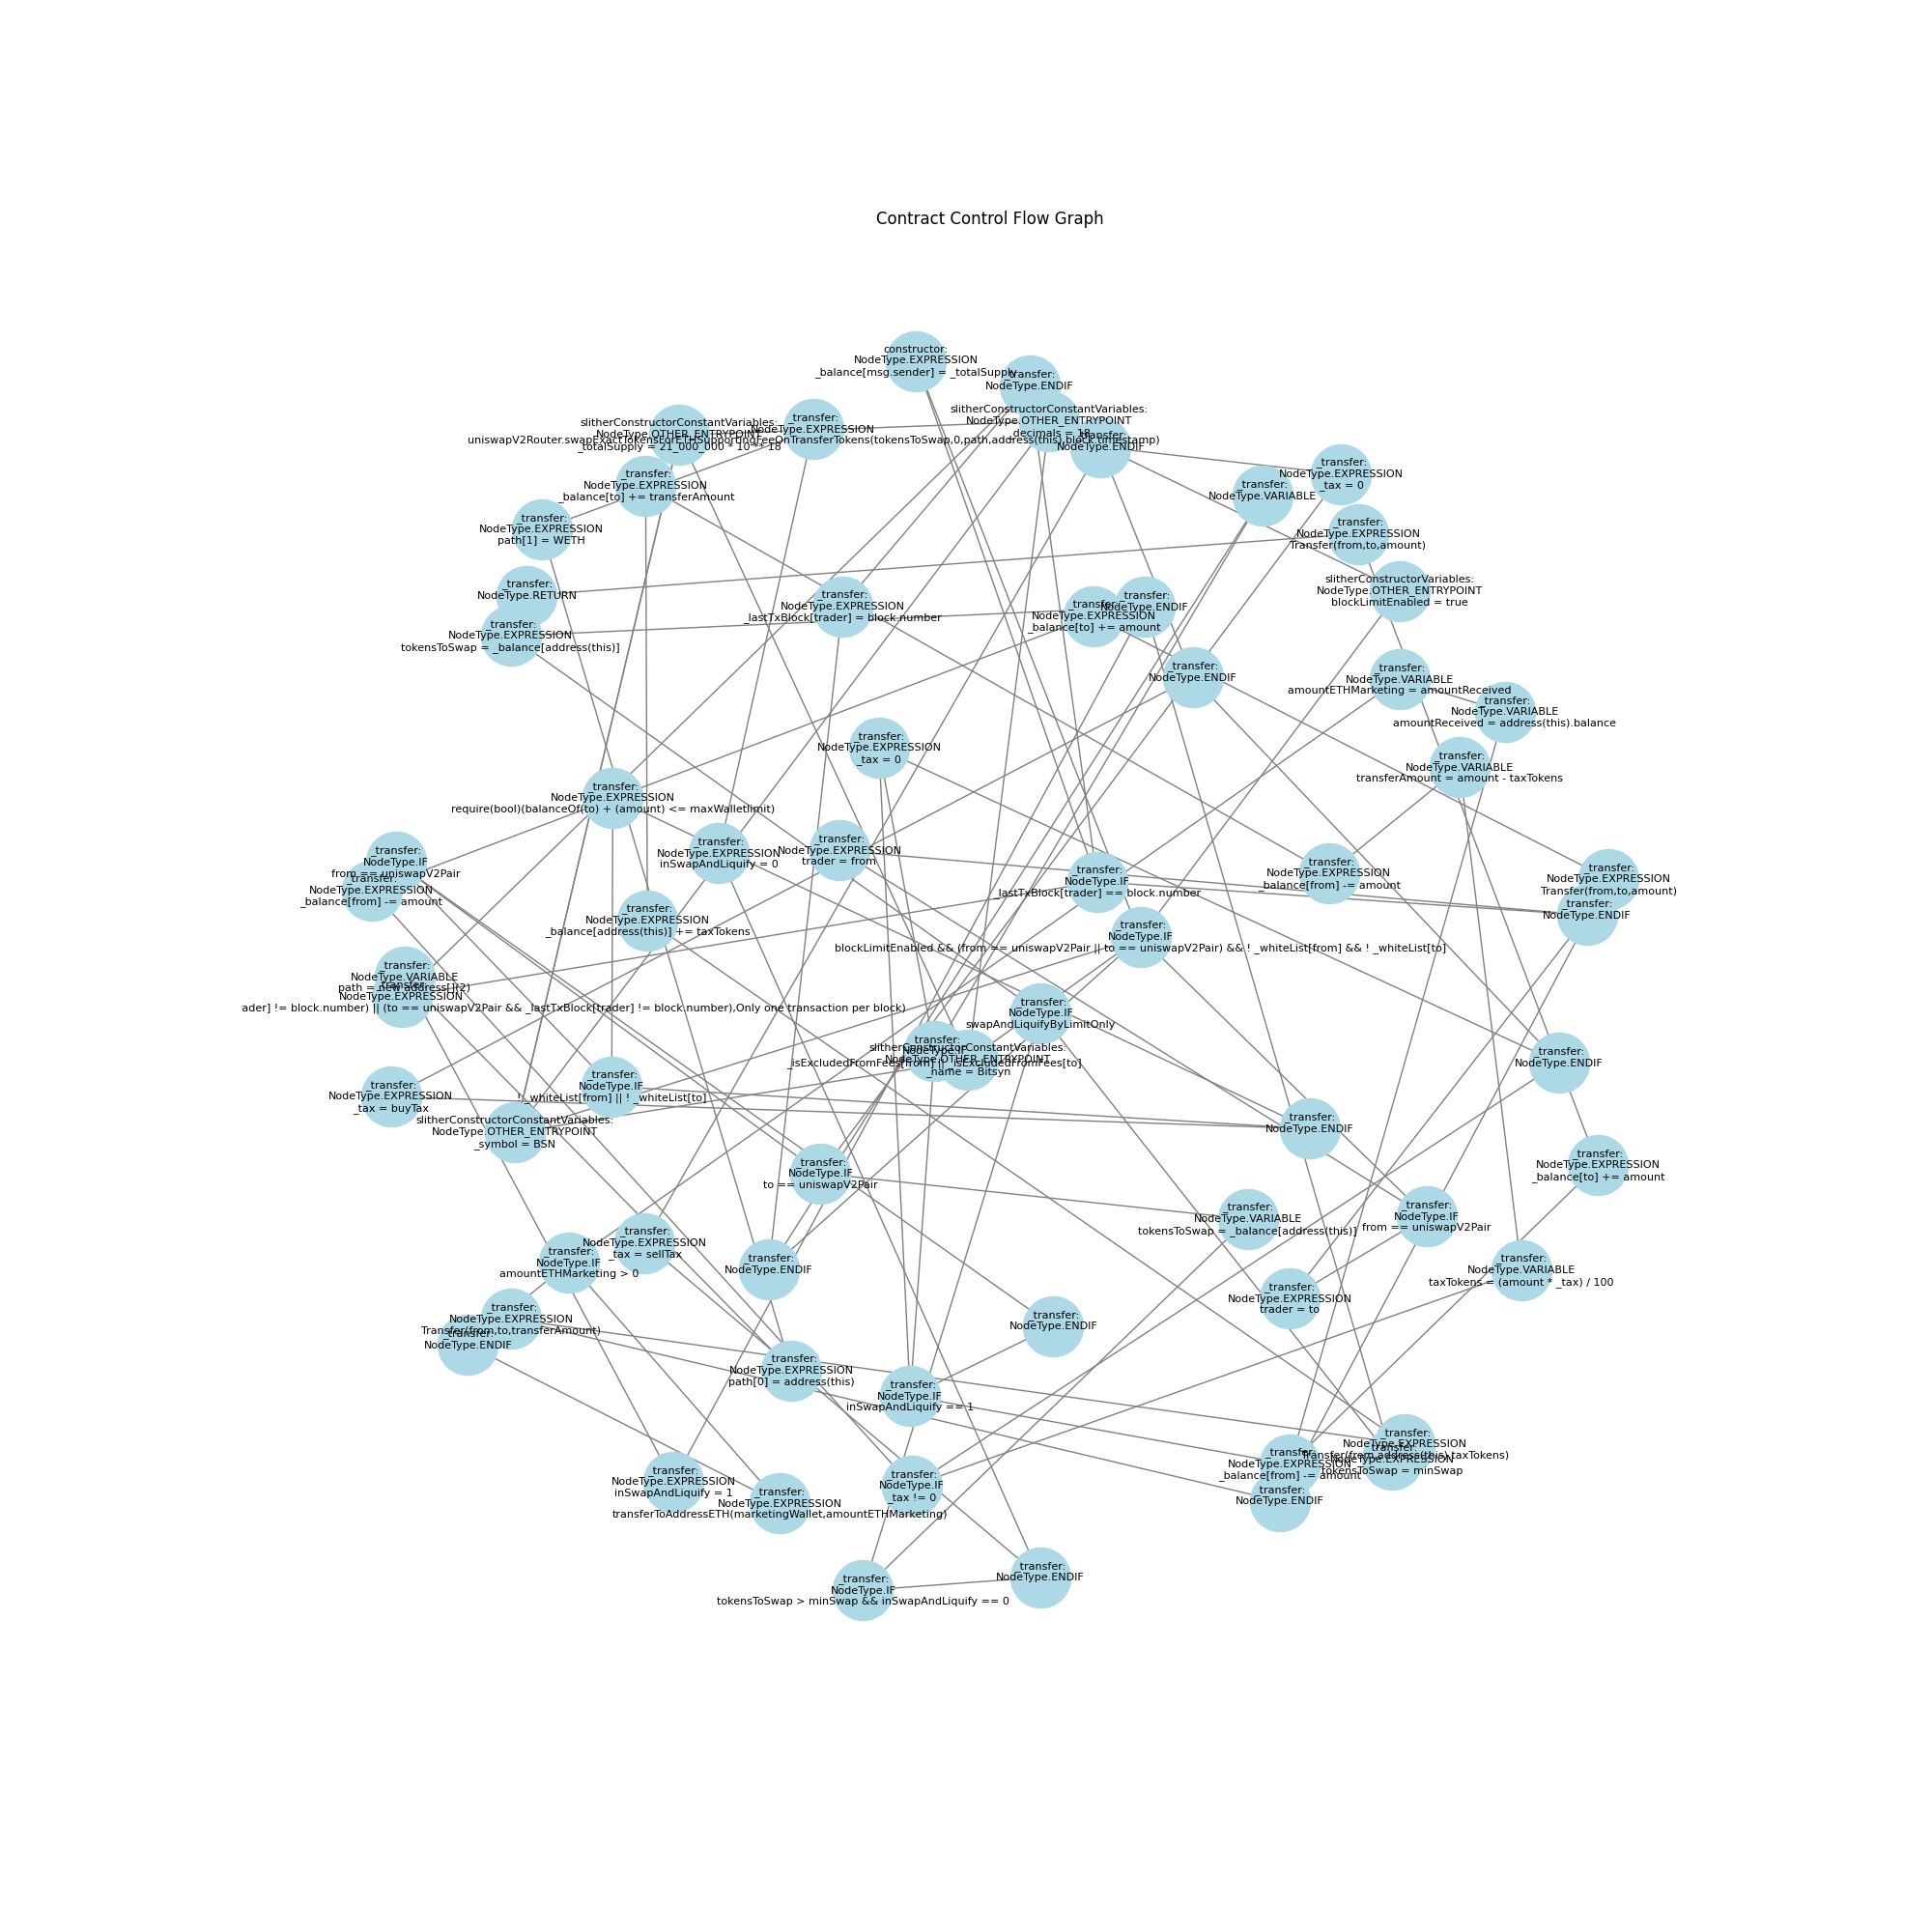 Contract Control Flow Graph
constructor:
NodeType.EXPRESSION
_balance[msg.sender] = _totalSupply
_transfer:
NodeType.ENDIF
slitherConstructorConstantVariables:
NodeType.OTHER_ENTRYPOINT
_decimals = 18
_transfer:
NodeType.ENDIF
slitherConstructorConstantVariables:
NodeType.OTHER_ENTRYPOINT
_totalSupply = 21_000_000 * 10 ** 18
_transfer:
NodeType.EXPRESSION
uniswapV2Router.swapExactTokensForETHSupportingFeeOnTransferTokens(tokensToSwap,0,path,address(this),block.timestamp)
_transfer:
NodeType.EXPRESSION
_tax = 0
_transfer:
NodeType.VARIABLE
_transfer:
NodeType.EXPRESSION
_balance[to] += transferAmount
_transfer:
NodeType.EXPRESSION
path[1] = WETH
_transfer:
NodeType.EXPRESSION
Transfer(from,to,amount)
_transfer:
NodeType.RETURN
slitherConstructorVariables:
NodeType.OTHER_ENTRYPOINT
blockLimitEnabled = true
_transfer:
NodeType.EXPRESSION
_lastTxBlock[trader] = block.number
_transfer:
NodeType.ENDIF
_transfer:
NodeType.EXPRESSION
_balance[to] += amount
_transfer:
NodeType.EXPRESSION
tokensToSwap = _balance[address(this)]
_transfer:
NodeType.ENDIF
_transfer:
NodeType.VARIABLE
amountETHMarketing = amountReceived
_transfer:
NodeType.VARIABLE
amountReceived = address(this).balance
_transfer:
NodeType.EXPRESSION
_tax = 0
_transfer:
NodeType.VARIABLE
transferAmount = amount - taxTokens
_transfer:
NodeType.EXPRESSION
require(bool)(balanceOf(to) + (amount) <= maxWalletlimit)
_transfer:
NodeType.IF
from == uniswapV2Pair
_transfer:
NodeType.EXPRESSION
_balance[from] -= amount
_transfer:
NodeType.EXPRESSION
inSwapAndLiquify = 0
_transfer:
NodeType.EXPRESSION
trader = from
_transfer:
NodeType.IF
_lastTxBlock[trader] == block.number
_transfer:
NodeType.EXPRESSION
_balance[from] -= amount
_transfer:
NodeType.EXPRESSION
Transfer(from,to,amount)
_transfer:
NodeType.ENDIF
_transfer:
NodeType.EXPRESSION
_balance[address(this)] += taxTokens
_transfer:
NodeType.IF
blockLimitEnabled && (from == uniswapV2Pair || to == uniswapV2Pair) && ! _whiteList[from] && ! _whiteList[to]
_transfer:
NodeType.VARIABLE
path = new address[](2)
_transfer:
NodeType.EXPRESSION
ader] != block.number) || (to == uniswapV2Pair && _lastTxBlock[trader] != block.number),Only one transaction per block)
_transfer:
NodeType.IF
swapAndLiquifyByLimitOnly
_transfer:
NodeType.IF
_isExcludedFromFees[from] || _isExcludedFromFees[to]
slitherConstructorConstantVariables:
NodeType.OTHER_ENTRYPOINT
_name = Bitsyn
_transfer:
NodeType.ENDIF
_transfer:
NodeType.EXPRESSION
_tax = buyTax
_transfer:
NodeType.IF
! _whiteList[from] || ! _whiteList[to]
slitherConstructorConstantVariables:
NodeType.OTHER_ENTRYPOINT
_symbol = BSN
_transfer:
NodeType.ENDIF
_transfer:
NodeType.EXPRESSION
_balance[to] += amount
_transfer:
NodeType.IF
to == uniswapV2Pair
_transfer:
NodeType.VARIABLE
tokensToSwap = _balance[address(this)]
_transfer:
NodeType.IF
from == uniswapV2Pair
_transfer:
NodeType.EXPRESSION
_tax = sellTax
_transfer:
NodeType.IF
amountETHMarketing > 0
_transfer:
NodeType.ENDIF
_transfer:
NodeType.VARIABLE
taxTokens = (amount * _tax) / 100
_transfer:
NodeType.EXPRESSION
trader = to
_transfer:
NodeType.EXPRESSION
Transfer(from,to,transferAmount)
_transfer:
NodeType.ENDIF
_transfer:
NodeType.ENDIF
_transfer:
NodeType.EXPRESSION
path[0] = address(this)
_transfer:
NodeType.IF
inSwapAndLiquify == 1
_transfer:
NodeType.EXPRESSION
Transfer(from,address(this),taxTokens)
_transfer:
NodeType.EXPRESSION
tokensToSwap = minSwap
_transfer:
NodeType.EXPRESSION
_balance[from] -= amount
_transfer:
NodeType.ENDIF
_transfer:
NodeType.EXPRESSION
inSwapAndLiquify = 1
_transfer:
NodeType.EXPRESSION
transferToAddressETH(marketingWallet,amountETHMarketing)
_transfer:
NodeType.IF
_tax != 0
_transfer:
NodeType.IF
tokensToSwap > minSwap && inSwapAndLiquify == 0
_transfer:
NodeType.ENDIF